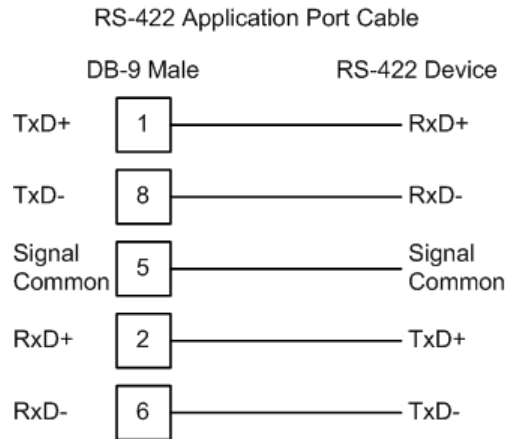 RS-422 Application Port Cable
DB-9 Male RS-422 Device
TxD+ 1 RxD+
TxD- 8 RxD-
Signal Common 5 Signal Common
RxD+ 2 TxD+
RxD- 6 TxD-